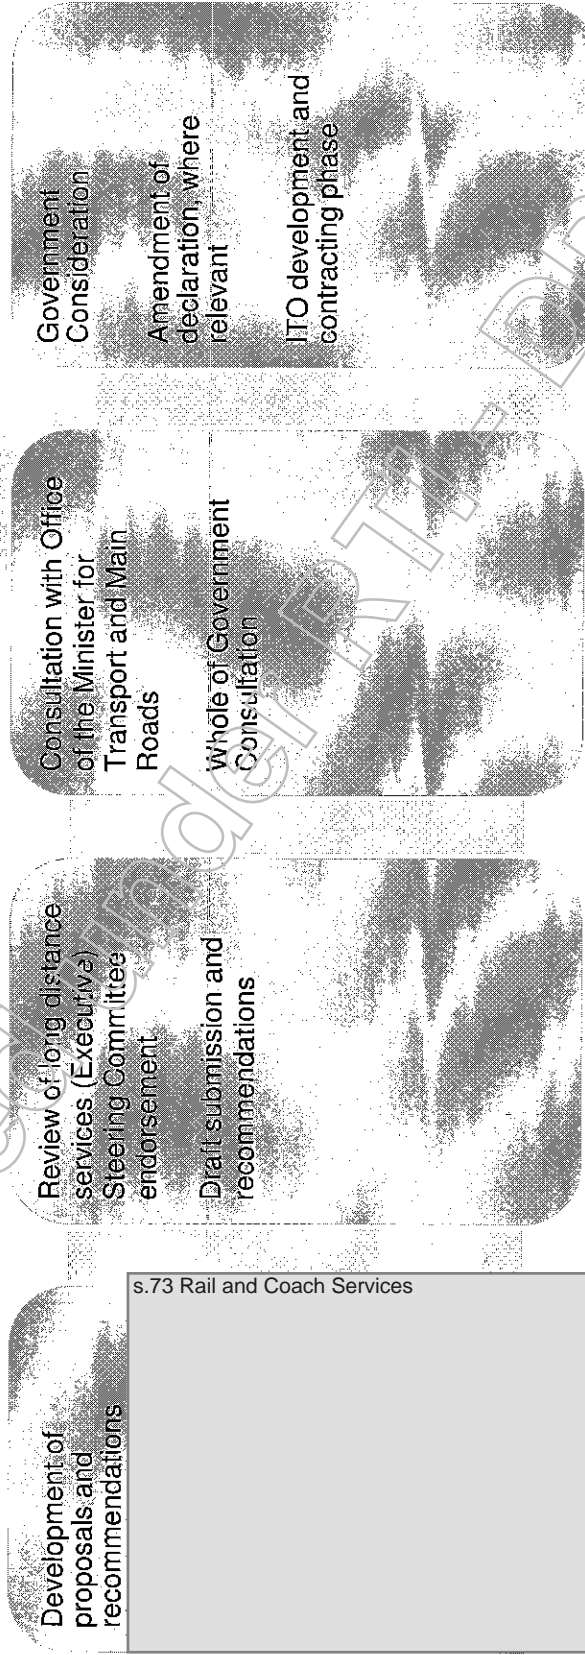 Development of
proposals and
recommendations
s.73 Rail and Coach Services
Review of long distance
services (Executive)
Steering Committee
endorsement
Draft submission and
recommendations
Consultation with Office
of the Minister for
Transport and Main
Roads
Whole of Government
Consultation
Government
Consideration
Amendment of
declaration, where
relevant
ITO development and
contracting phase
under RTI -